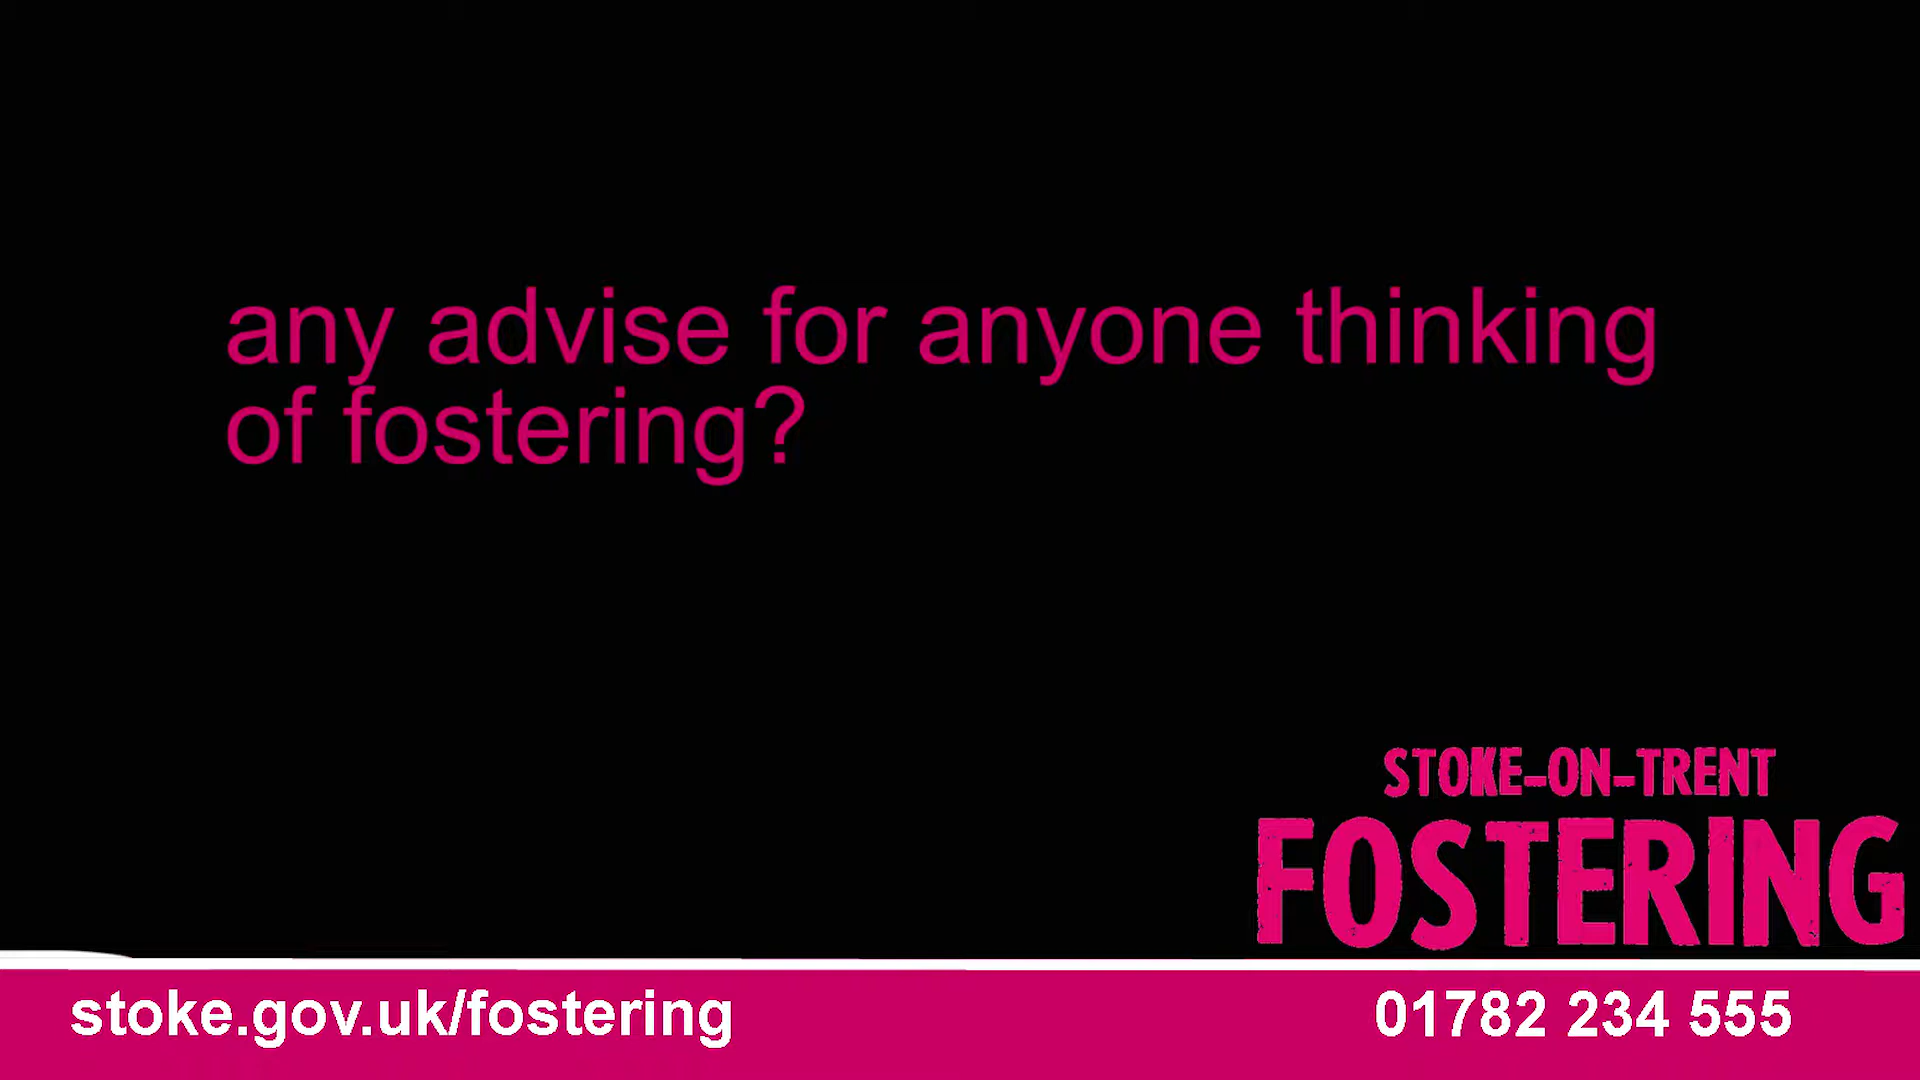 any advise for anyone thinking
of fostering?
STOKE-ON-TRENT
FOSTERING
stoke.gov.uk/fostering
01782 234 555